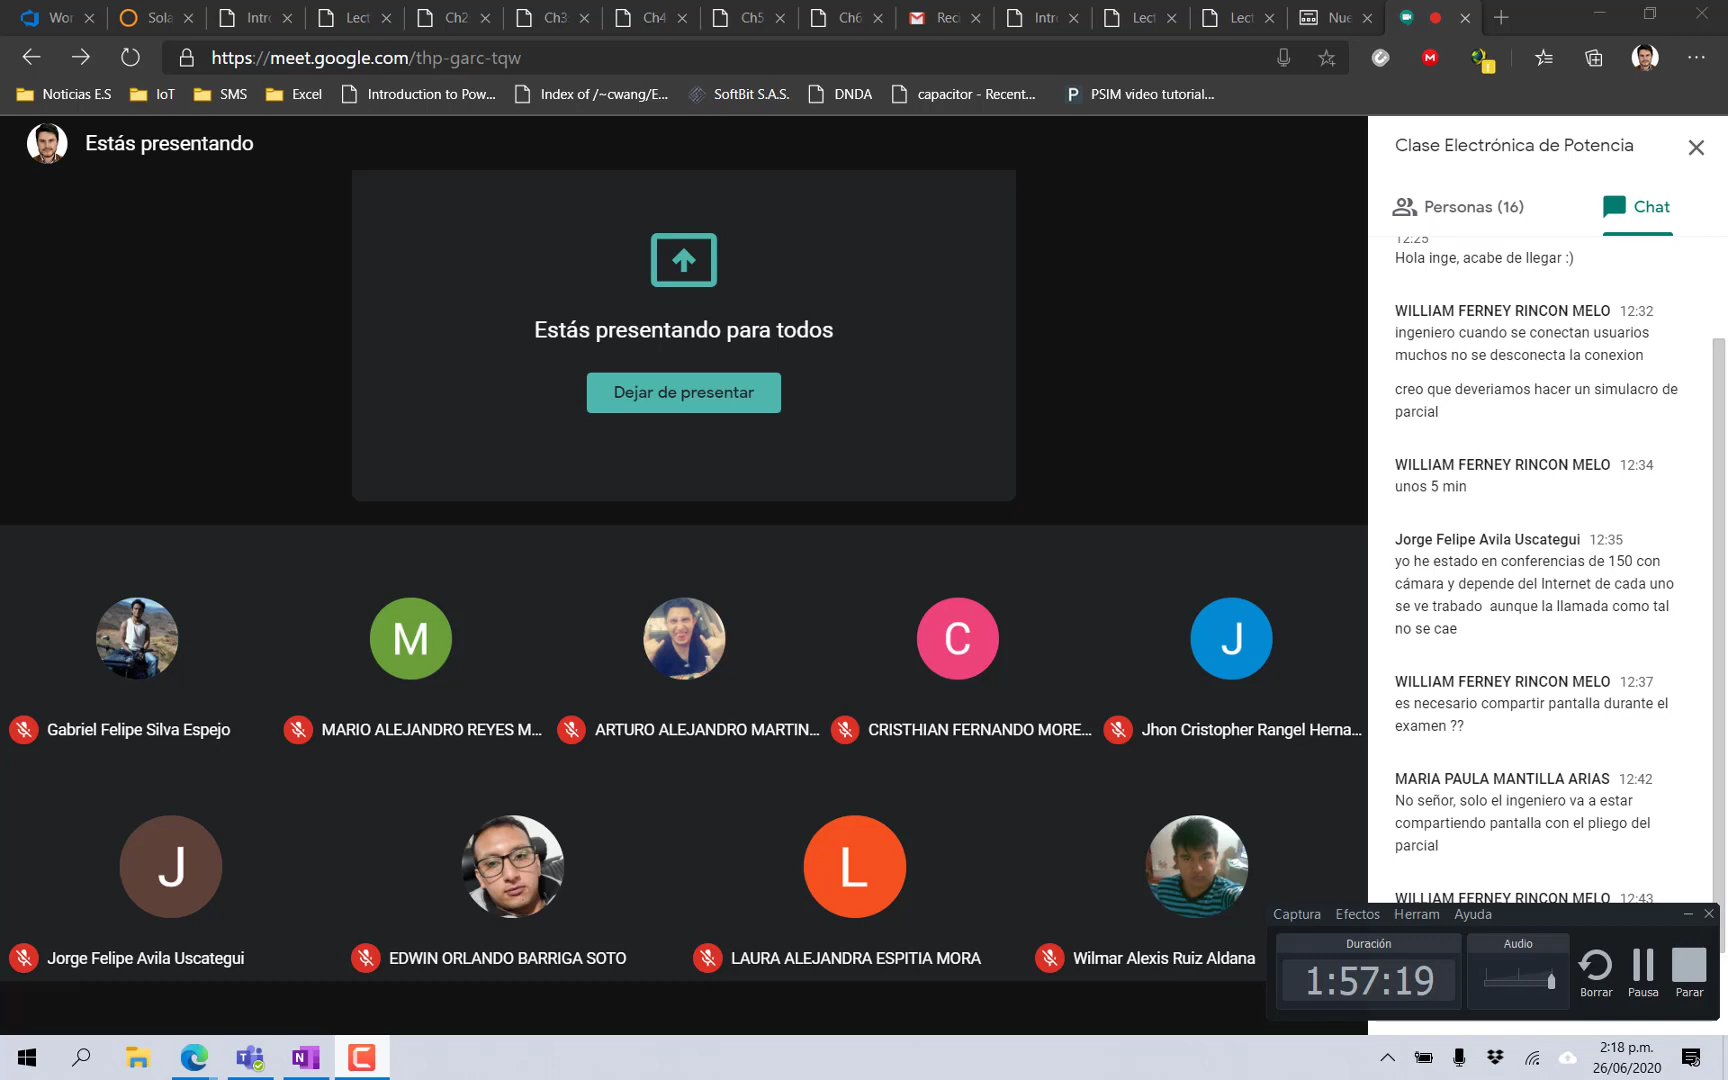 Wor
Sola
Intro
Lect
Ch2
Ch3
Ch4
Ch5
Ch6
Reci
Intro
Lect
Lect
Nue
https://meet.google.com/thp-garc-tqw
Noticias E.S
IoT
SMS
Excel
Introduction to Pow...
Index of /~cwang/E...
SoftBit S.A.S.
DNDA
capacitor - Recent...
PSIM video tutorial...
Estás presentando
Estás presentando para todos
Dejar de presentar
M
C
J
Gabriel Felipe Silva Espejo
MARIO ALEJANDRO REYES M...
ARTURO ALEJANDRO MARTIN...
CRISTHIAN FERNANDO MORE...
Jhon Cristopher Rangel Herna...
J
L
Jorge Felipe Avila Uscategui
EDWIN ORLANDO BARRIGA SOTO
LAURA ALEJANDRA ESPITIA MORA
Wilmar Alexis Ruiz Aldana
Clase Electrónica de Potencia
Personas (16)
Chat
12:25
Hola inge, acabe de llegar :)
WILLIAM FERNEY RINCON MELO 12:32
ingeniero cuando se conectan usuarios
muchos no se desconecta la conexion
creo que deveriamos hacer un simulacro de
parcial
WILLIAM FERNEY RINCON MELO 12:34
unos 5 min
Jorge Felipe Avila Uscategui 12:35
yo he estado en conferencias de 150 con
cámara y depende del Internet de cada uno
se ve trabado aunque la llamada como tal
no se cae
WILLIAM FERNEY RINCON MELO 12:37
es necesario compartir pantalla durante el
examen ??
MARIA PAULA MANTILLA ARIAS 12:42
No señor, solo el ingeniero va a estar
compartiendo pantalla con el pliego del
parcial
WILLIAM FERNEY RINCON MELO 12:43
Captura Efectos Herram Ayuda
Duración
Audio
1:57:19
Borrar
Pausa
Parar
2:18 p.m.
26/06/2020